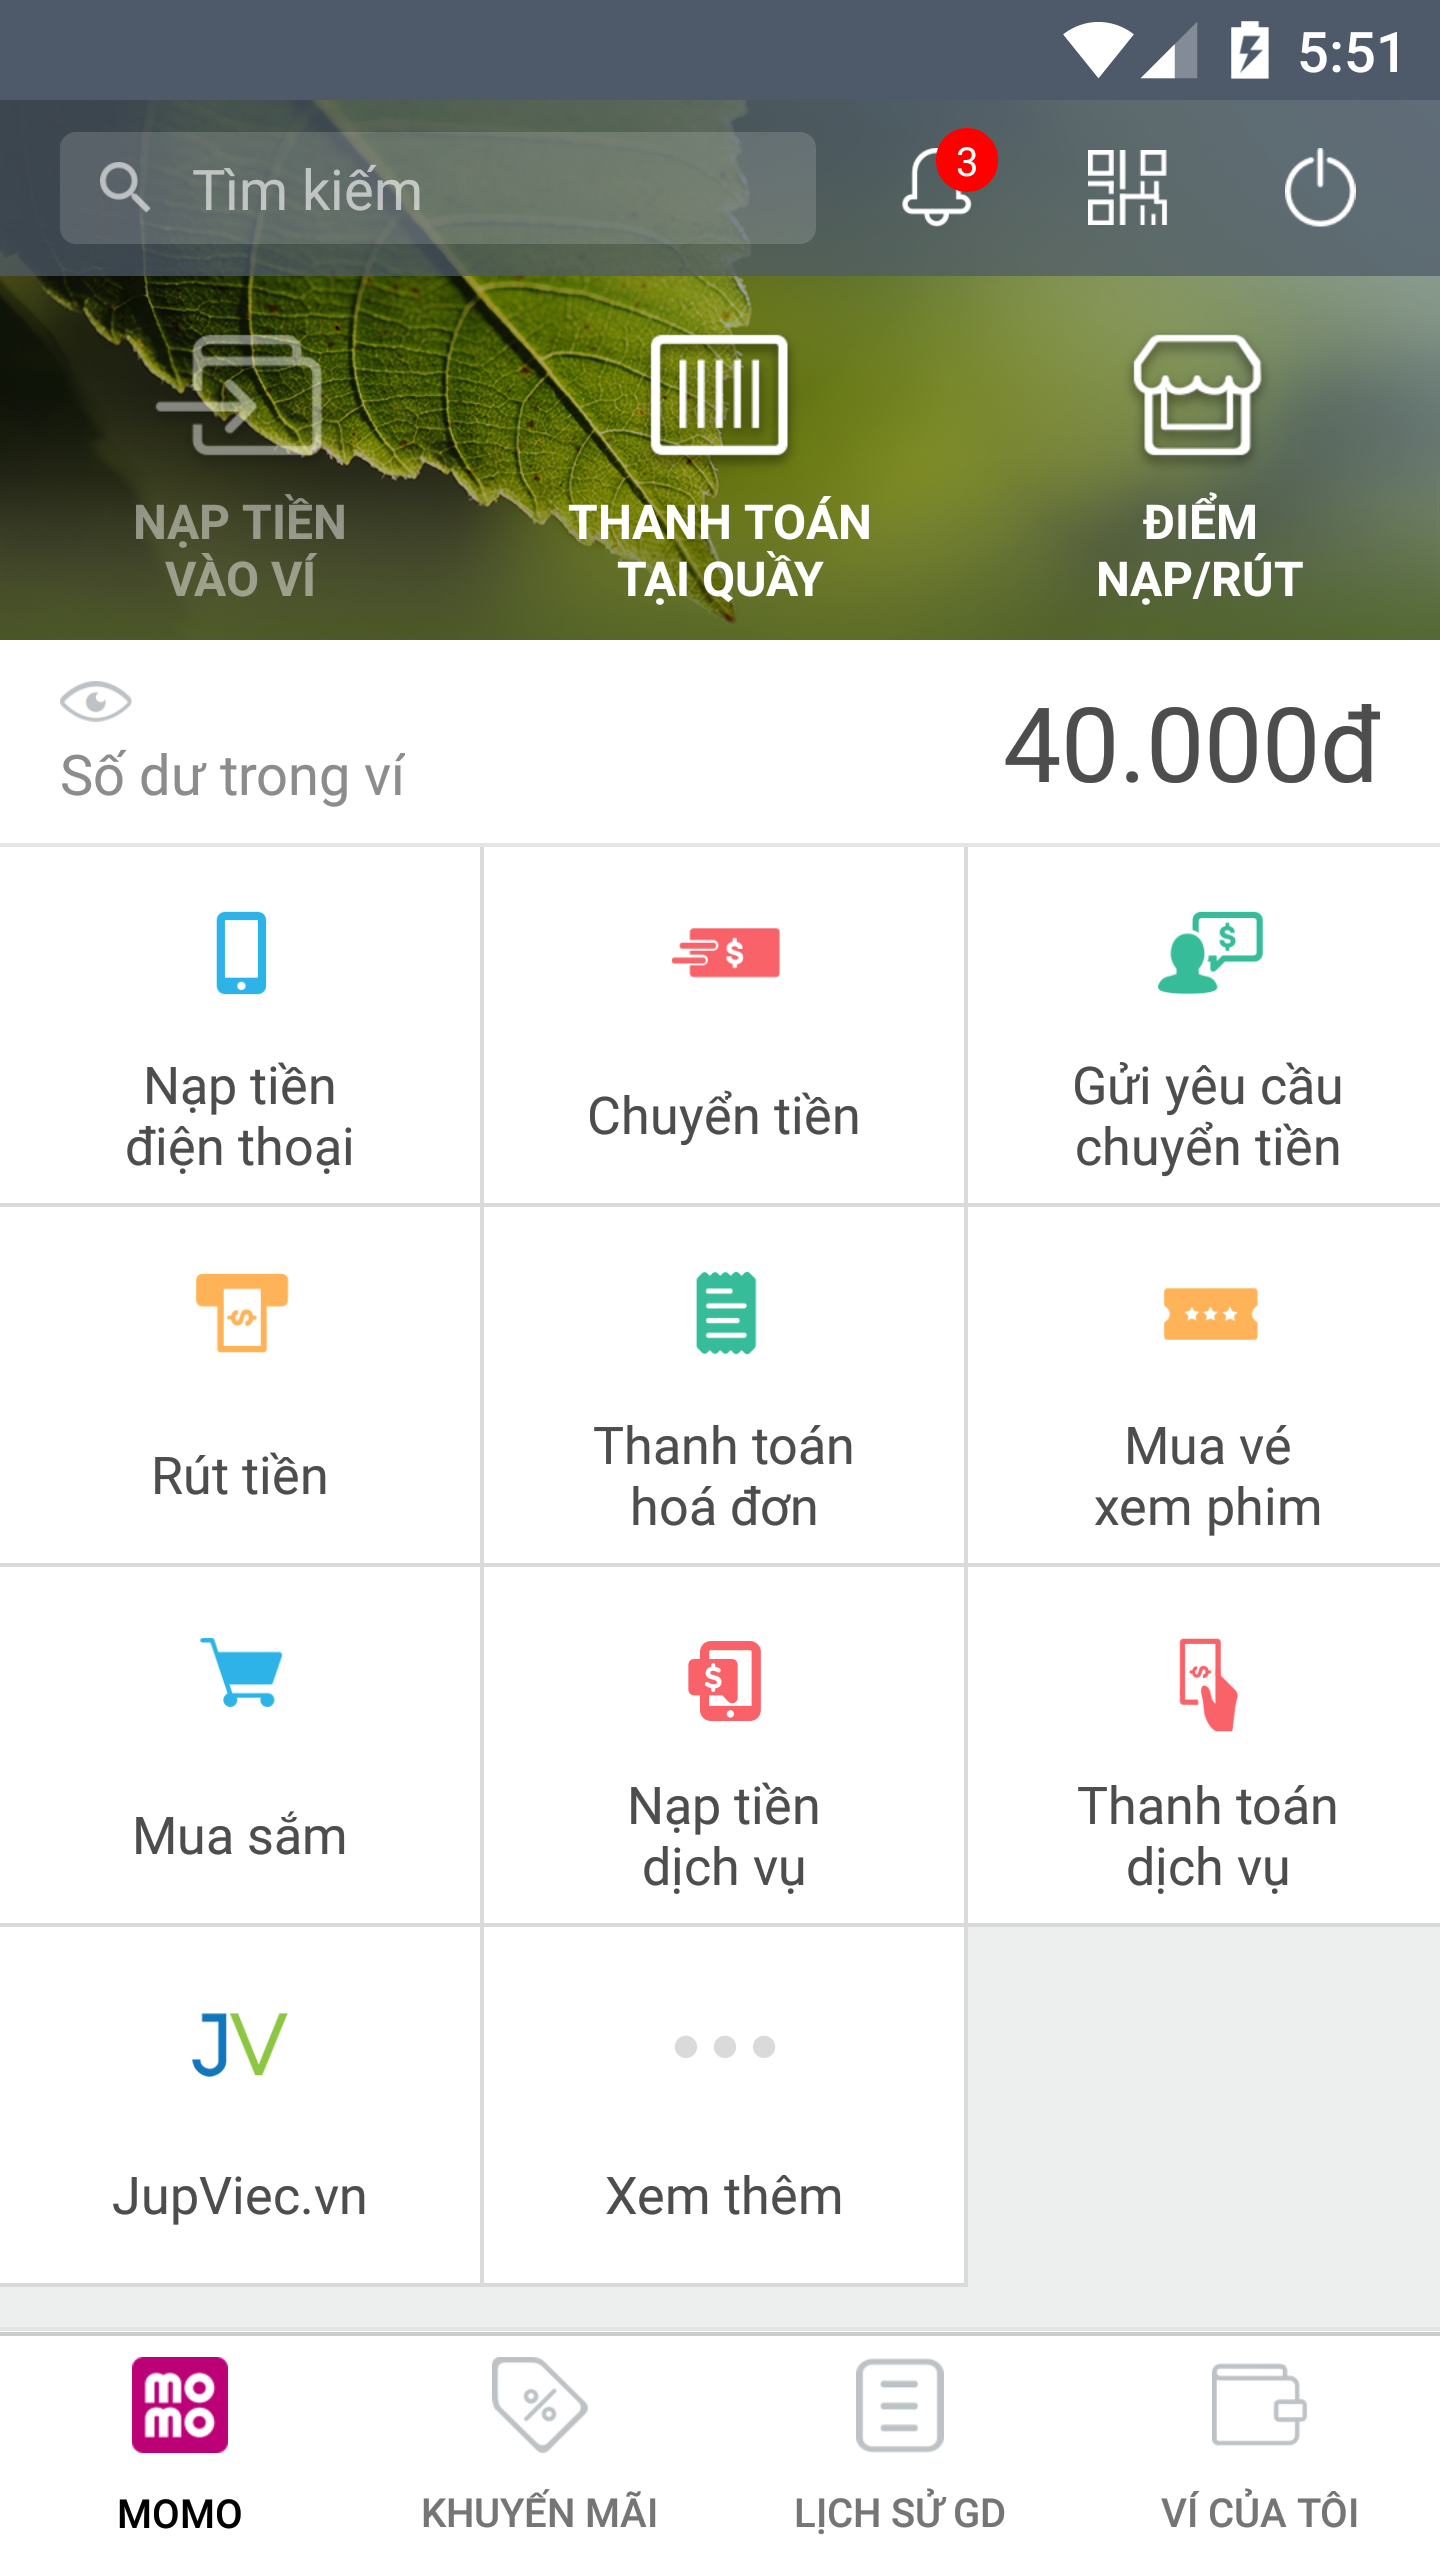 5:51
Tìm kiếm
3
NẠP TIỀN
VÀO VÍ
THANH TOÁN
TẠI QUẦY
ĐIỂM
NẠP/RÚT
Số dư trong ví
40.000đ
Nạp tiền
điện thoại
Chuyển tiền
Gửi yêu cầu
chuyển tiền
Rút tiền
Thanh toán
hoá đơn
Mua vé
xem phim
Mua sắm
Nạp tiền
dịch vụ
Thanh toán
dịch vụ
JV
JupViec.vn
Xem thêm
mo
mo
MOMO
KHUYẾN MÃI
LỊCH SỬ GD
VÍ CỦA TÔI